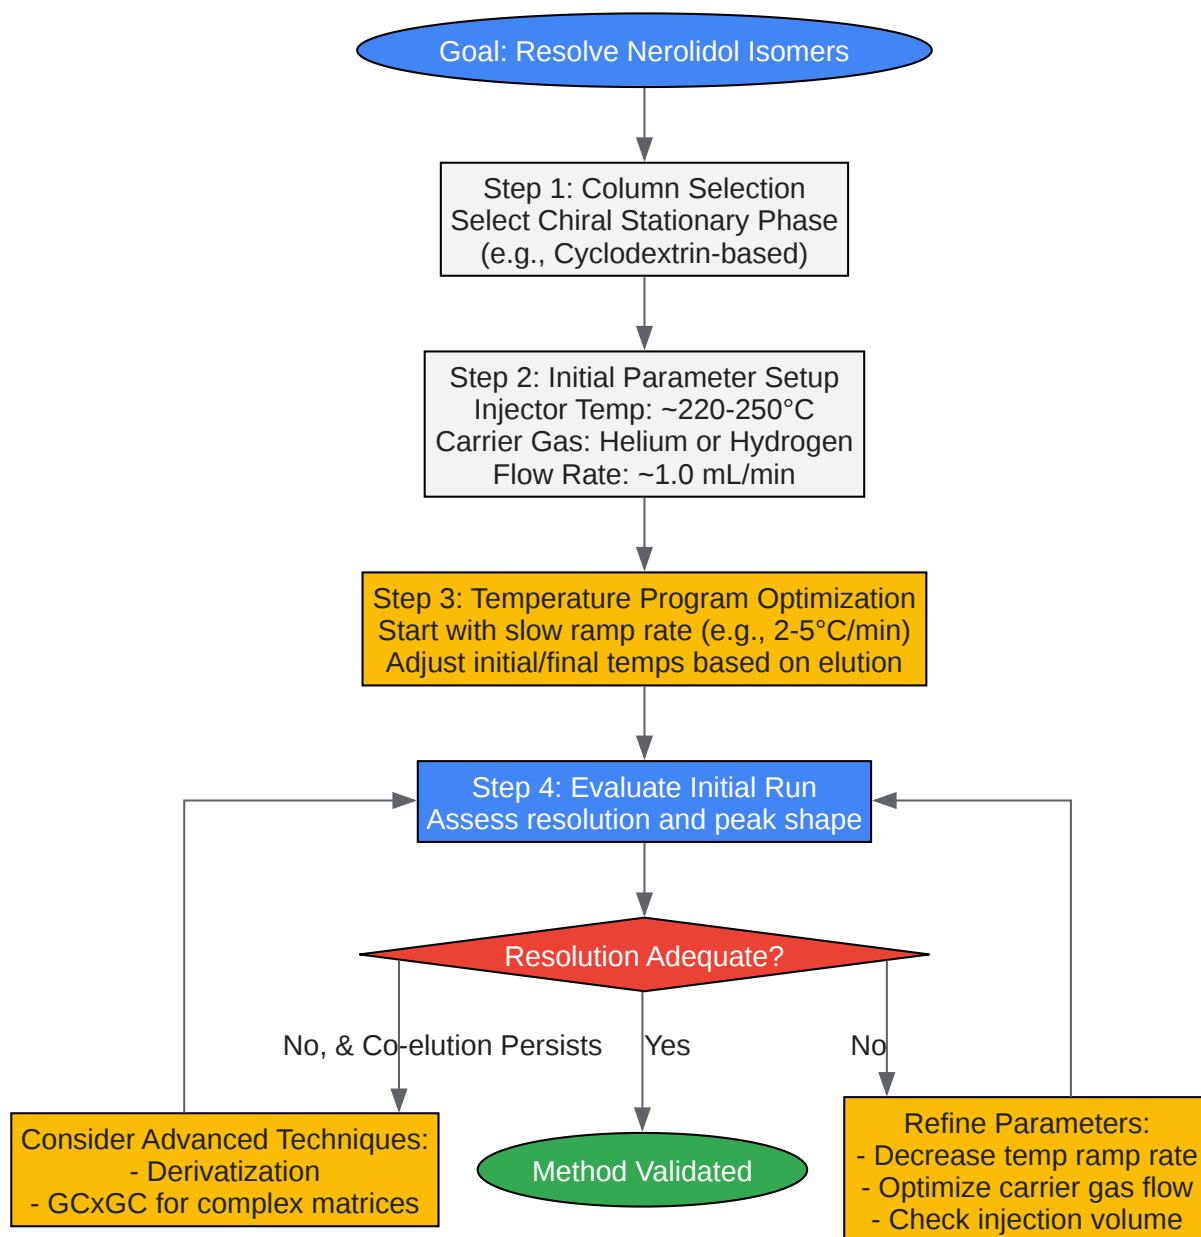 Goal: Resolve Nerolidol Isomers
Step 1: Column Selection
Select Chiral Stationary Phase
(e.g., Cyclodextrin-based)
Step 2: Initial Parameter Setup
Injector Temp: ~220-250°C
Carrier Gas: Helium or Hydrogen
Flow Rate: ~1.0 mL/min
Step 3: Temperature Program Optimization
Start with slow ramp rate (e.g., 2-5°C/min)
Adjust initial/final temps based on elution
Step 4: Evaluate Initial Run
Assess resolution and peak shape
Resolution Adequate?
No, & Co-elution Persists
Yes
No
Consider Advanced Techniques:
- Derivatization
- GCxGC for complex matrices
Method Validated
Refine Parameters:
- Decrease temp ramp rate
- Optimize carrier gas flow
- Check injection volume